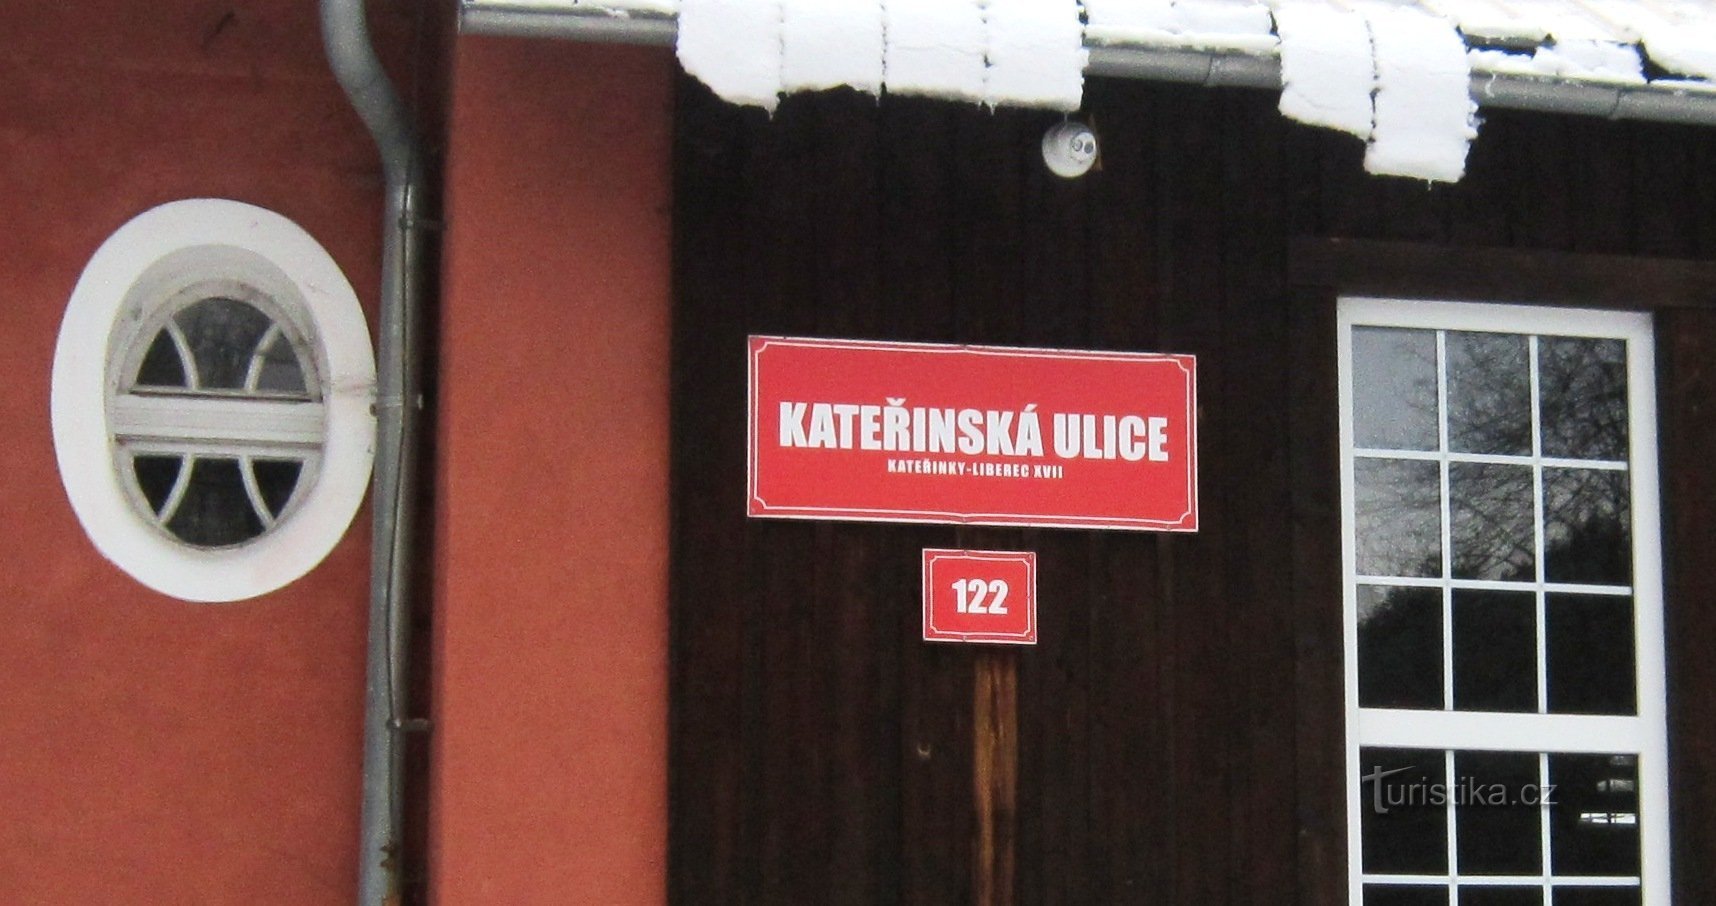 KATEŘINSKÁ ULICE
KATEŘINKY-LIBEREC XVII
122
Turistika.cz